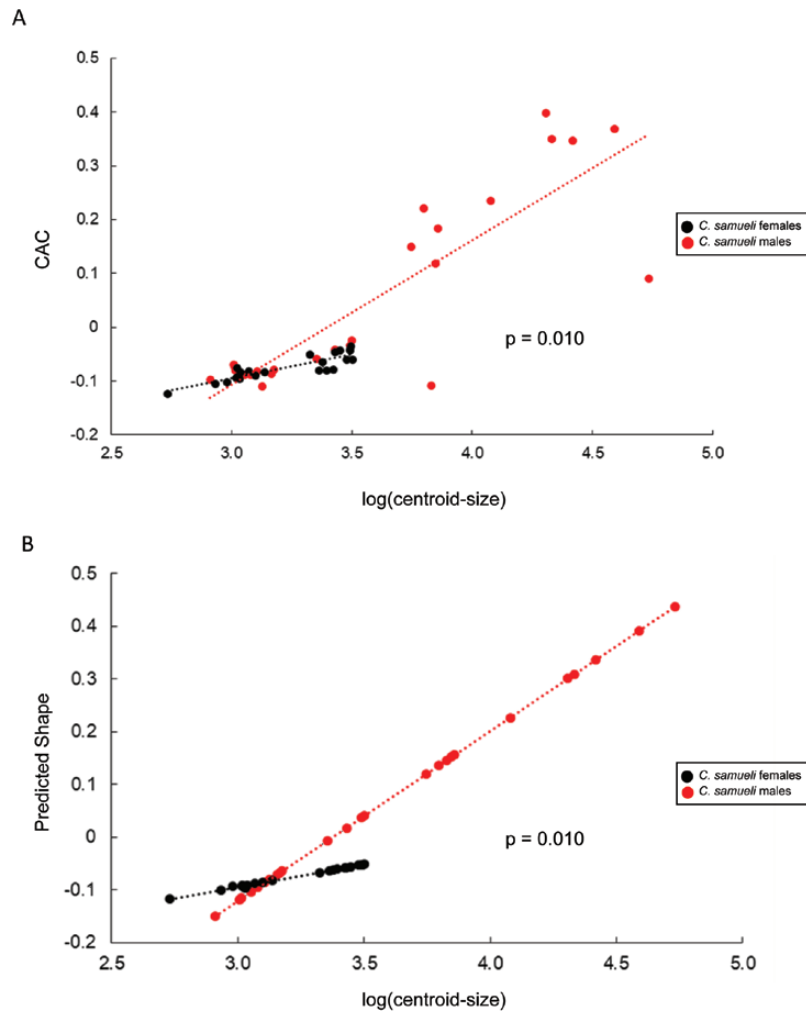 A
0.5
0.4
0.3
0.2
0.1
0
-0.1
-0.2
CAC
2.5 3.0 3.5 4.0 4.5 5.0
log(centroid-size)
p = 0.010
C. samueli females
C. samueli males
B
0.5
0.4
0.3
0.2
0.1
0
-0.1
-0.2
Predicted Shape
2.5 3.0 3.5 4.0 4.5 5.0
log(centroid-size)
p = 0.010
C. samueli females
C. samueli males